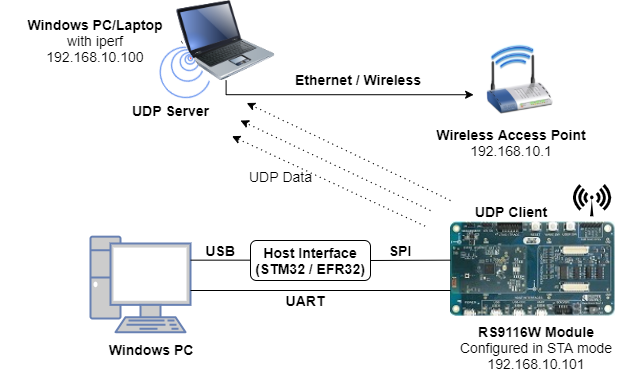 Windows PC/Laptop
with iperf
192.168.10.100
UDP Server
Ethernet / Wireless
Wireless Access Point
192.168.10.1
UDP Data
UDP Client
USB
Host Interface
(STM32 / EFR32)
SPI
UART
Windows PC
RS9116W Module
Configured in STA mode
192.168.10.101